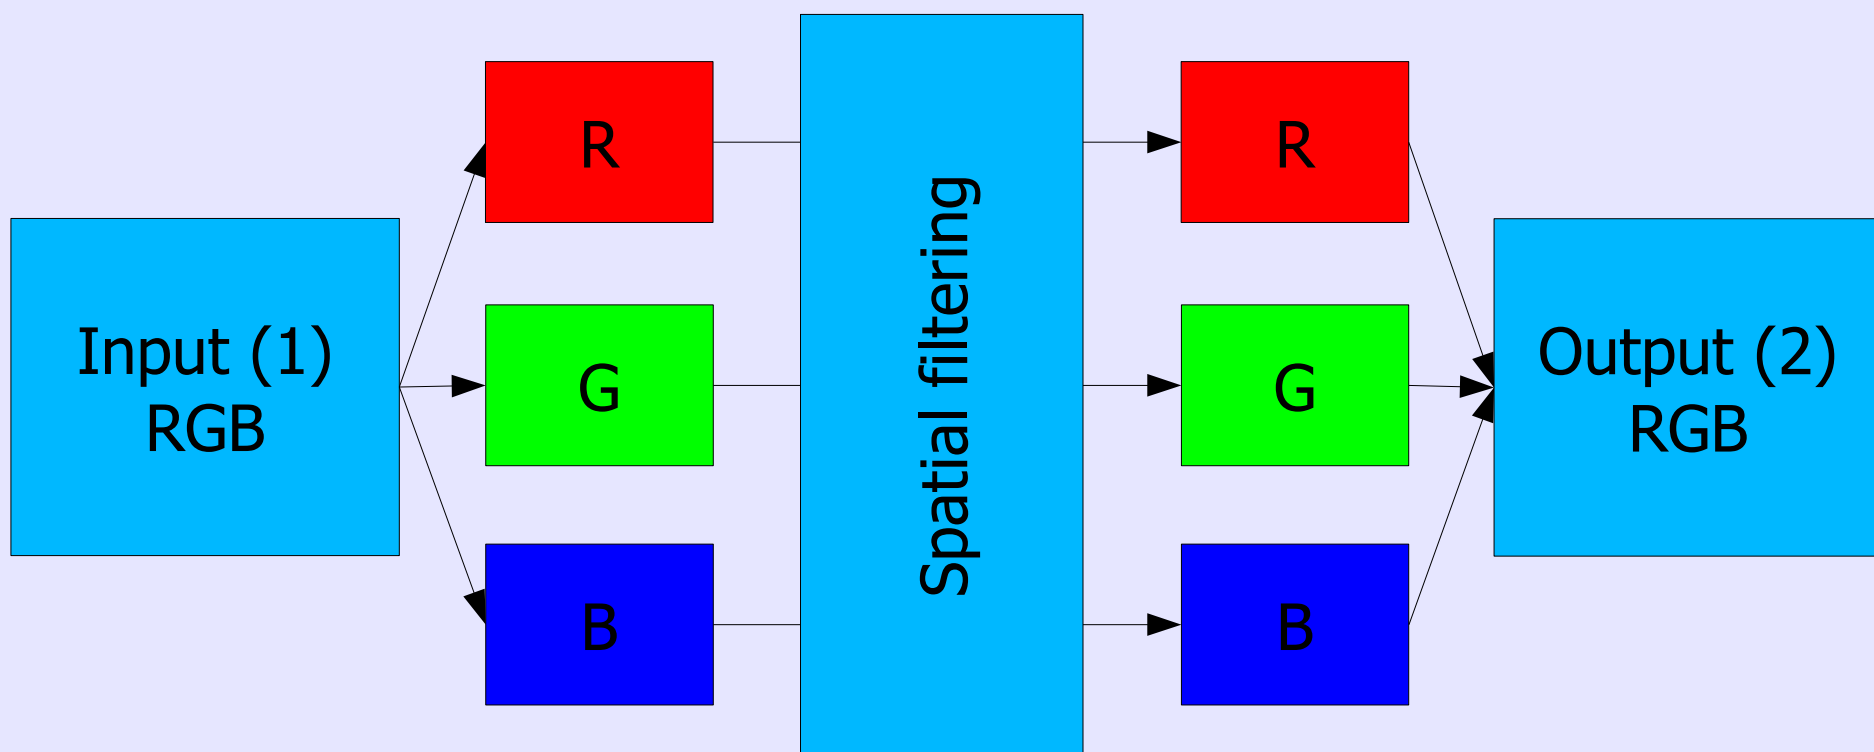 Input (1)
RGB
R
G
B
Spatial filtering
R
G
B
Output (2)
RGB